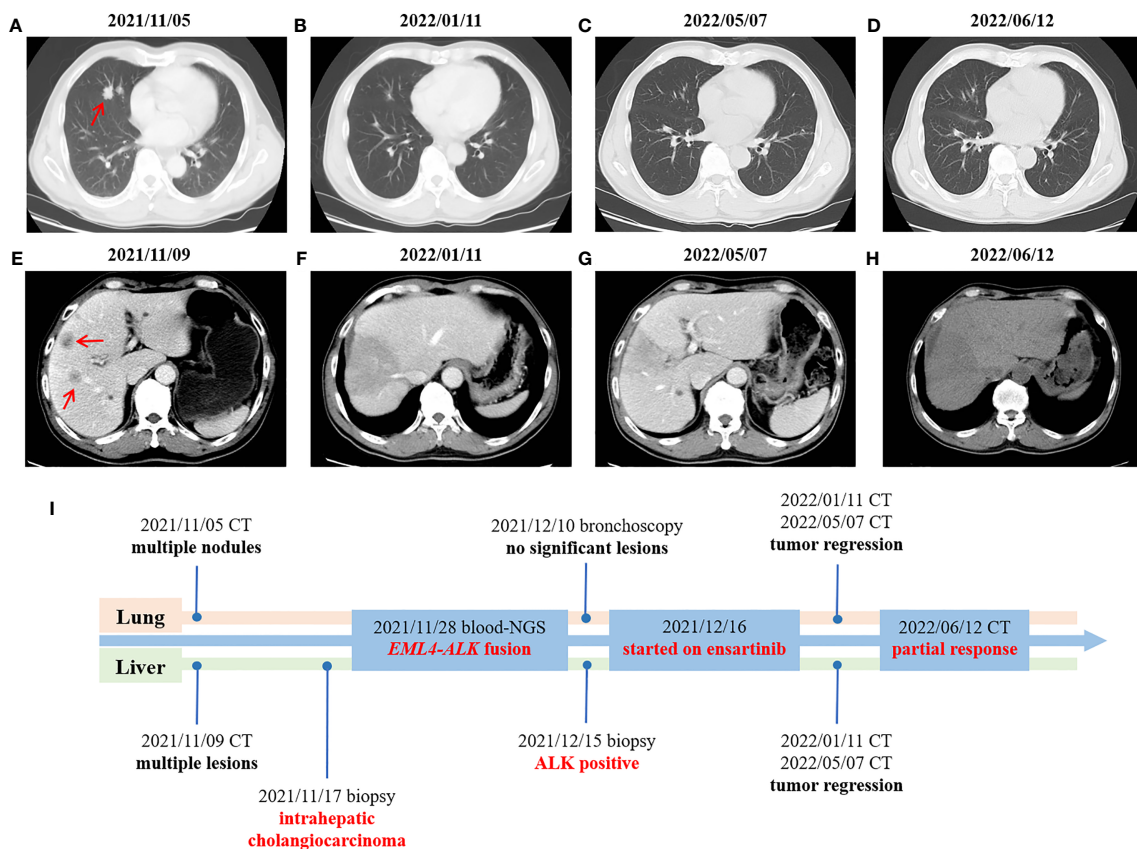 A 2021/11/05
B 2022/01/11
C 2022/05/07
D 2022/06/12
E 2021/11/09
F 2022/01/11
G 2022/05/07
H 2022/06/12
I
2021/11/05 CT
multiple nodules
2021/12/10 bronchoscopy
no significant lesions
2022/01/11 CT
2022/05/07 CT
tumor regression
Lung
Liver
2021/11/28 blood-NGS
EML4-ALK fusion
2021/12/16
started on ensartinib
2022/06/12 CT
partial response
2021/11/09 CT
multiple lesions
2021/11/17 biopsy
intrahepatic
cholangiocarcinoma
2021/12/15 biopsy
ALK positive
2022/01/11 CT
2022/05/07 CT
tumor regression